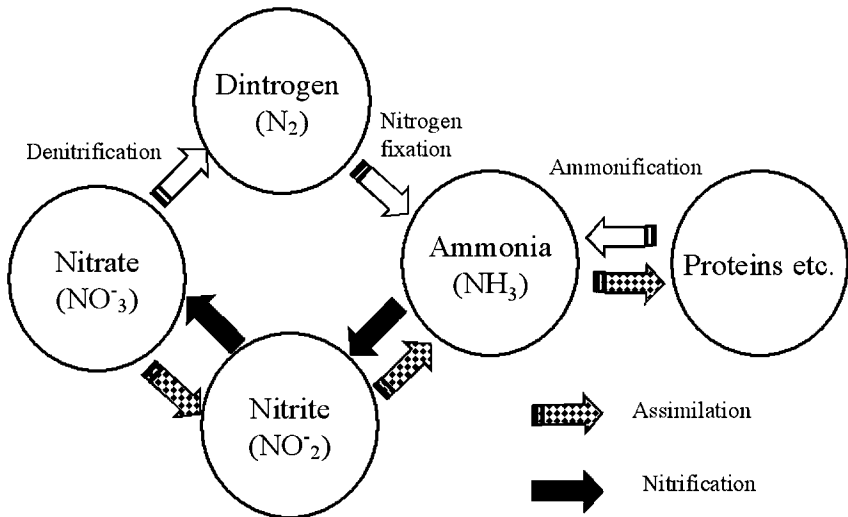 Dintrogen
(N₂)
Denitrification
Nitrogen
fixation
Ammonification
Nitrate
(NO⁻₃)
Ammonia
(NH₃)
Proteins etc.
Nitrite
(NO⁻₂)
Assimilation
Nitrification